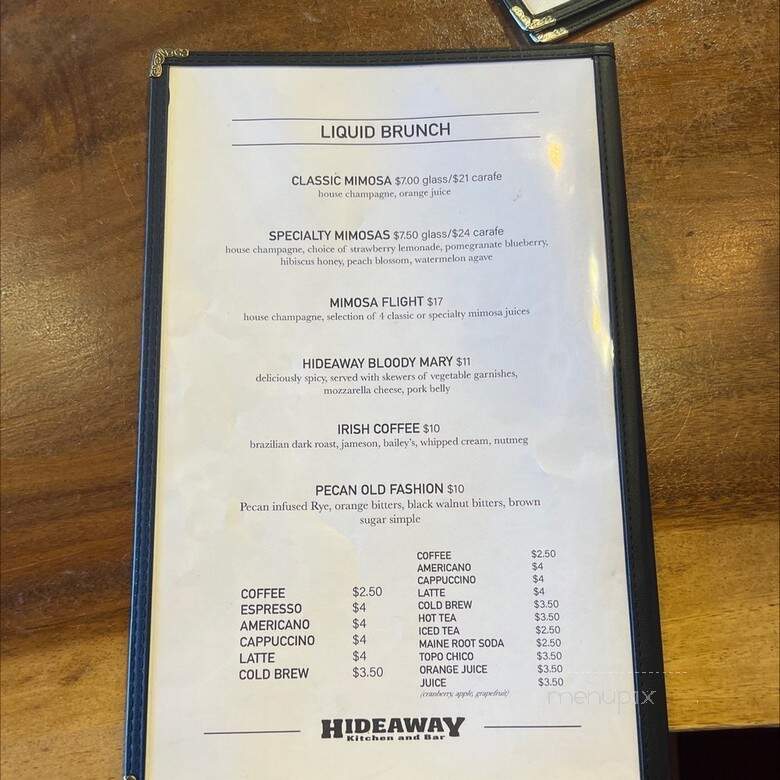 LIQUID BRUNCH
CLASSIC MIMOSA $7.00 glass/$21 carafe
house champagne, orange juice
SPECIALTY MIMOSAS $7.50 glass/$24 carafe
house champagne, choice of strawberry lemonade, pomegranate blueberry,
hibiscus honey, peach blossom, watermelon agave
MIMOSA FLIGHT $17
house champagne, selection of 4 classic or specialty mimosa juices
HIDEAWAY BLOODY MARY $11
deliciously spicy, served with skewers of vegetable garnishes,
mozzarella cheese, pork belly
IRISH COFFEE $10
brazilian dark roast, jameson, bailey's, whipped cream, nutmeg
PECAN OLD FASHION $10
Pecan infused Rye, orange bitters, black walnut bitters, brown
sugar simple
COFFEE $2.50
ESPRESSO $4
AMERICANO $4
CAPPUCCINO $4
LATTE $4
COLD BREW $3.50
COFFEE $2.50
AMERICANO $4
CAPPUCCINO $4
LATTE $4
COLD BREW $3.50
HOT TEA $3.50
ICED TEA $2.50
MAINE ROOT SODA $2.50
TOPO CHICO $3.50
ORANGE JUICE $3.50
JUICE $3.50
(cranberry, apple, grapefruit)
menupix
HIDEAWAY
Kitchen and Bar